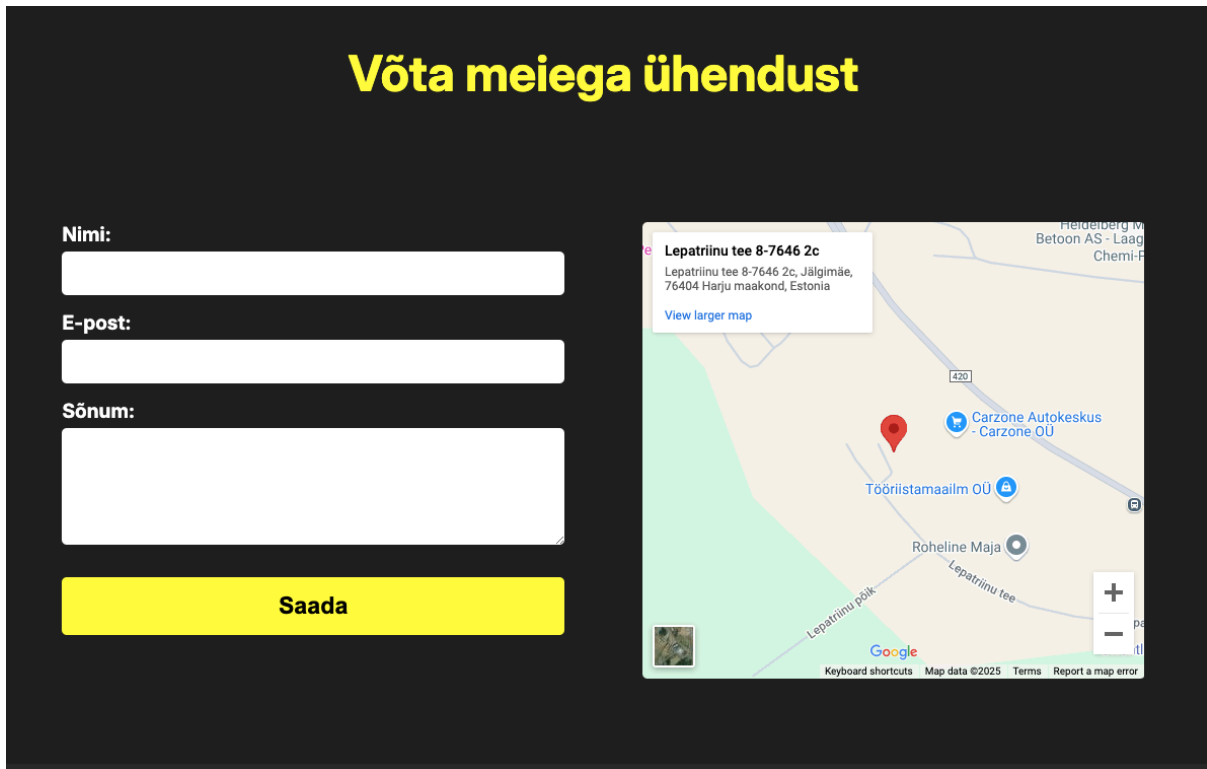 Võta meiega ühendust
Nimi:
E-post:
Sõnum:
Saada
Heidelberg M
Betoon AS - Laag
Chemi-P
Lepatriinu tee 8-7646 2c
Lepatriinu tee 8-7646 2c, Jälgimäe,
76404 Harju maakond, Estonia
View larger map
420
Carzone Autokeskus
- Carzone OÜ
Tööriistamaailm OÜ
Roheline Maja
Lepatriinu tee
Lepatriinu põik
Google
Keyboard shortcuts Map data ©2025 Terms Report a map error